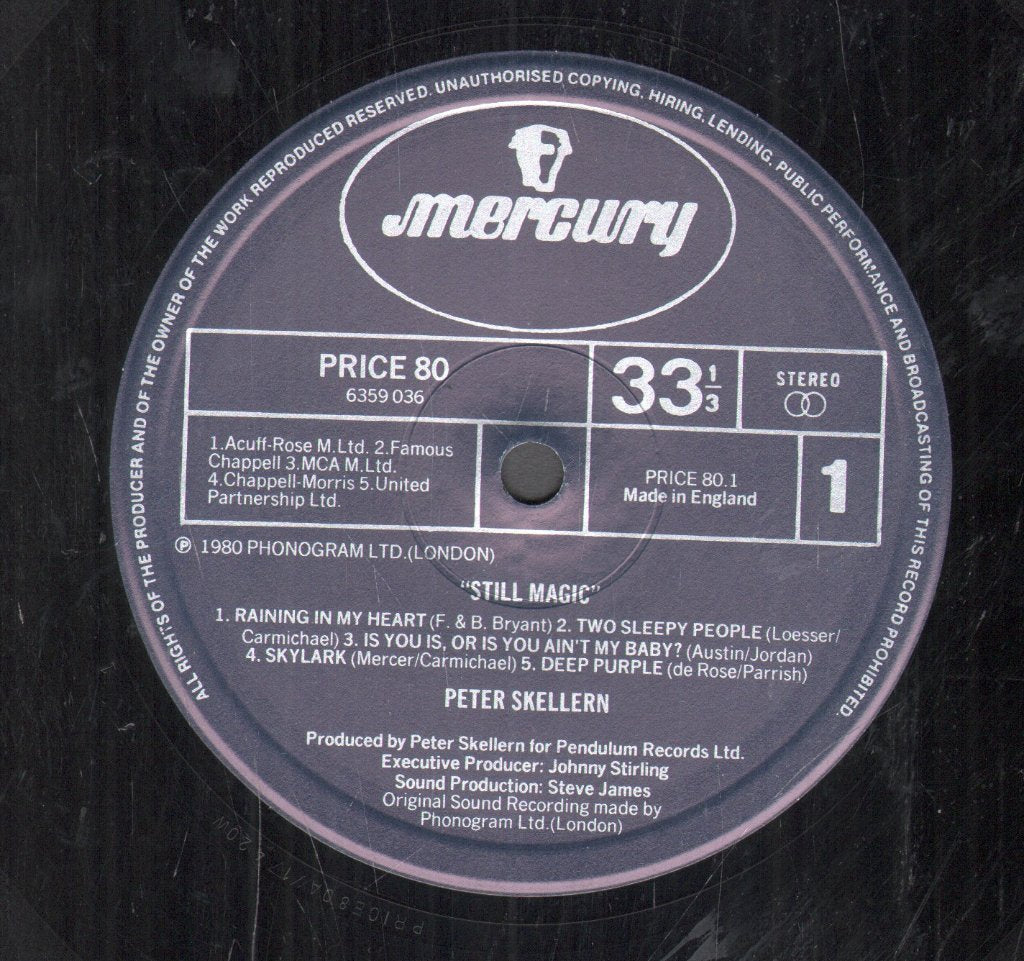 ALL RIGHTS OF THE PRODUCER AND OF THE OWNER OF THE WORK REPRODUCED RESERVED. UNAUTHORISED COPYING, HIRING, LENDING, PUBLIC PERFORMANCE AND BROADCASTING OF THIS RECORD PROHIBITED.
mercury
PRICE 80
6359 036
33 1/3
STEREO
1.Acuff-Rose M.Ltd. 2.Famous
Chappell 3.MCA M.Ltd.
4.Chappell-Morris 5.United
Partnership Ltd.
PRICE 80.1
Made in England
1
Ⓟ 1980 PHONOGRAM LTD.(LONDON)
"STILL MAGIC"
1. RAINING IN MY HEART (F. & B. Bryant) 2. TWO SLEEPY PEOPLE (Loesser/
Carmichael) 3. IS YOU IS, OR IS YOU AIN'T MY BABY? (Austin/Jordan)
4. SKYLARK (Mercer/Carmichael) 5. DEEP PURPLE (de Rose/Parrish)
PETER SKELLERN
Produced by Peter Skellern for Pendulum Records Ltd.
Executive Producer: Johnny Stirling
Sound Production: Steve James
Original Sound Recording made by
Phonogram Ltd.(London)